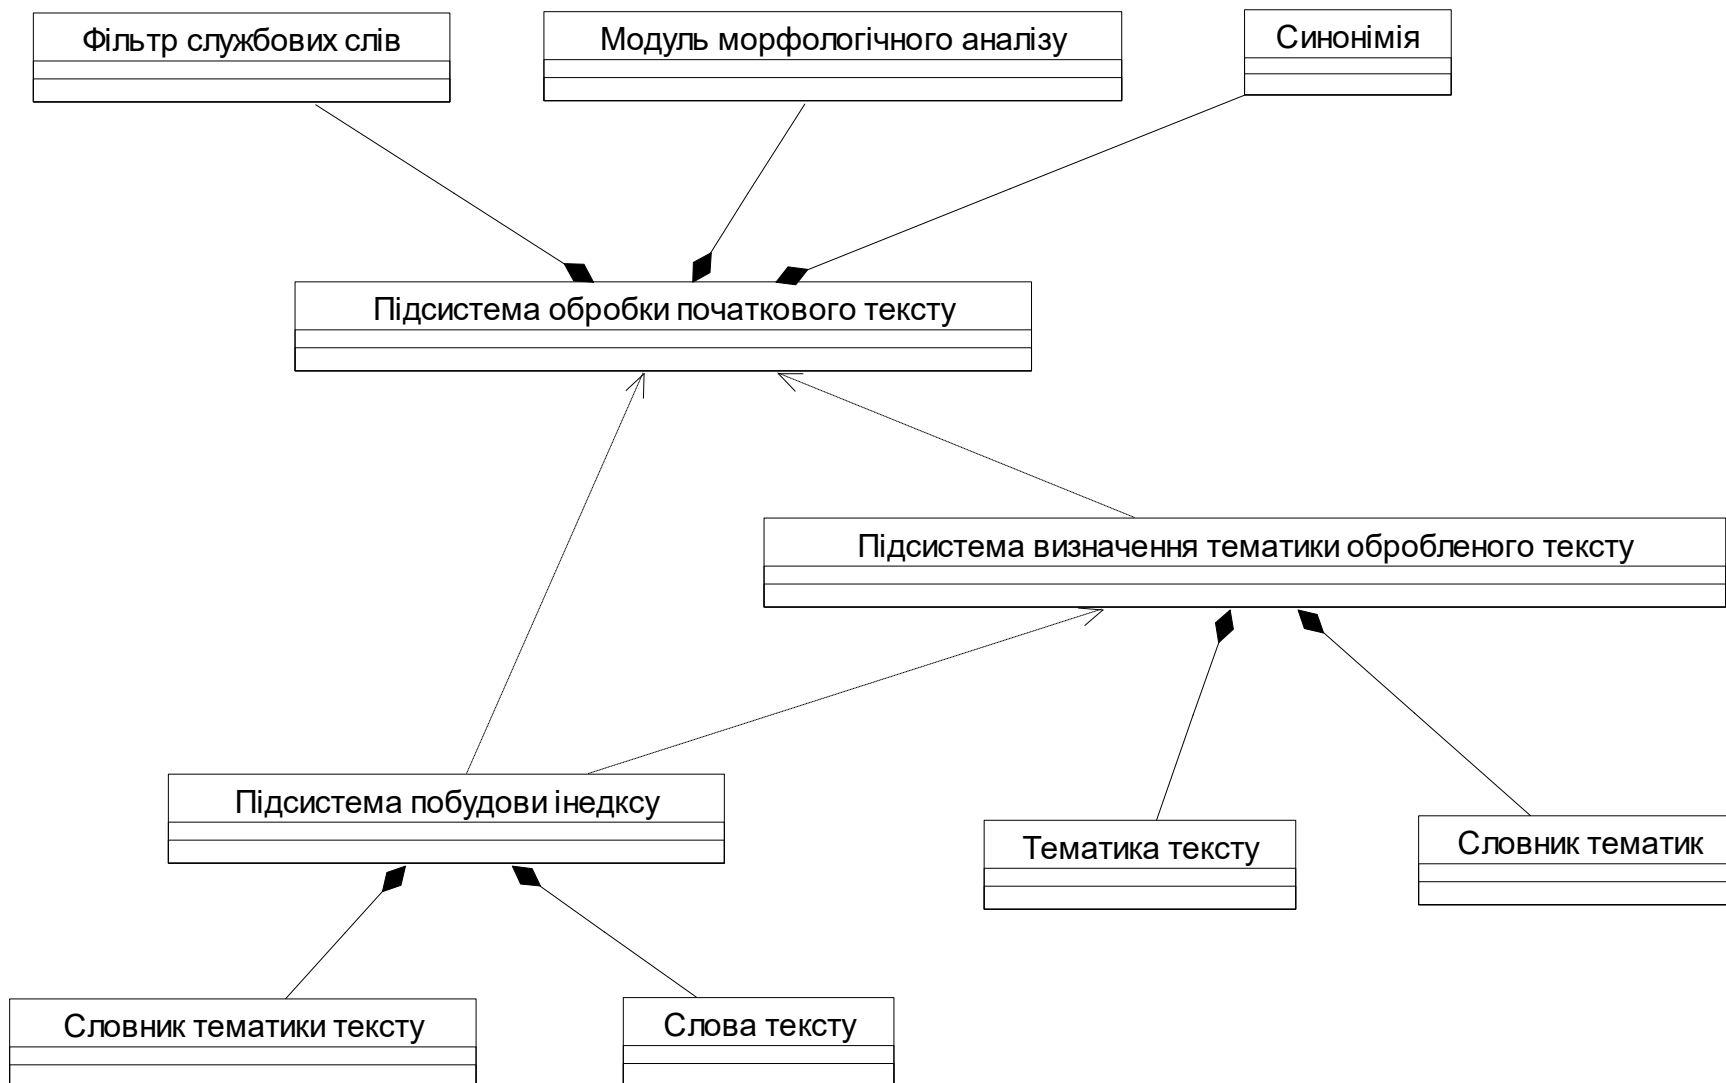 Фільтр службових слів
Модуль морфологічного аналізу
Синонімія
Підсистема обробки початкового тексту
Підсистема визначення тематики обробленого тексту
Підсистема побудови інедксу
Тематика тексту
Словник тематик
Словник тематики тексту
Слова тексту